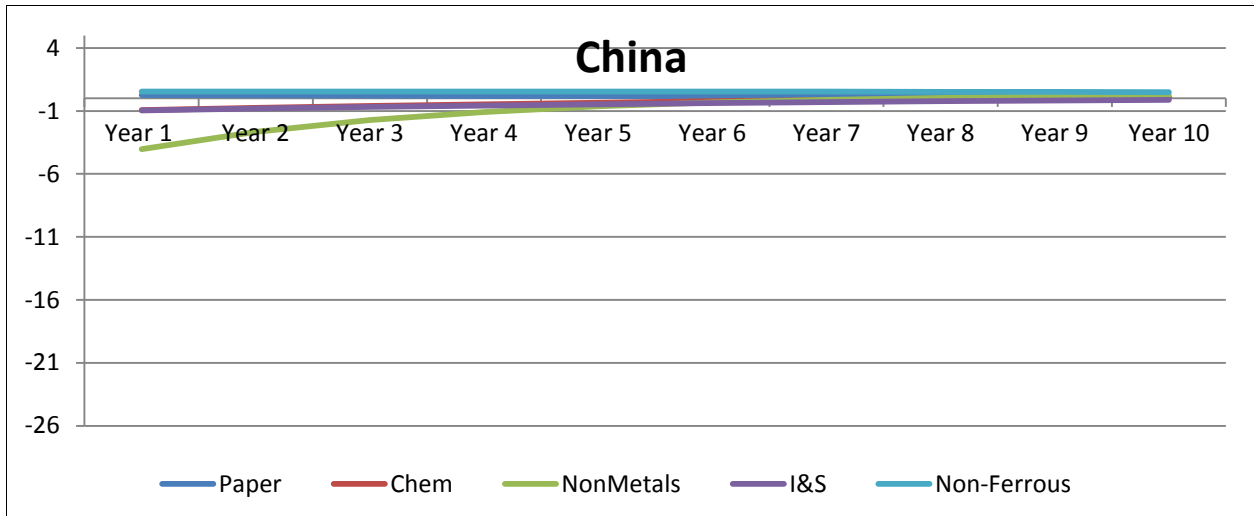 China
4
-1
-6
-11
-16
-21
-26
Year 1 Year 2 Year 3 Year 4 Year 5 Year 6 Year 7 Year 8 Year 9 Year 10
Paper Chem NonMetals I&S Non-Ferrous